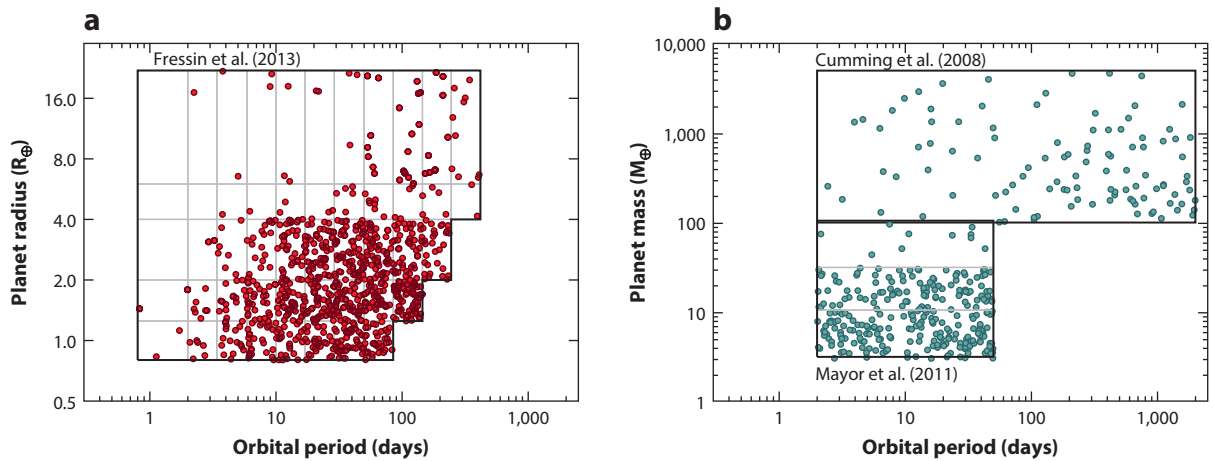 a
Fressin et al. (2013)
16.0
8.0
4.0
2.0
1.0
0.5
Planet radius (R⊕)
1
10
100
1,000
Orbital period (days)
b
Cumming et al. (2008)
10,000
1,000
100
10
1
Planet mass (M⊕)
Mayor et al. (2011)
1
10
100
1,000
Orbital period (days)